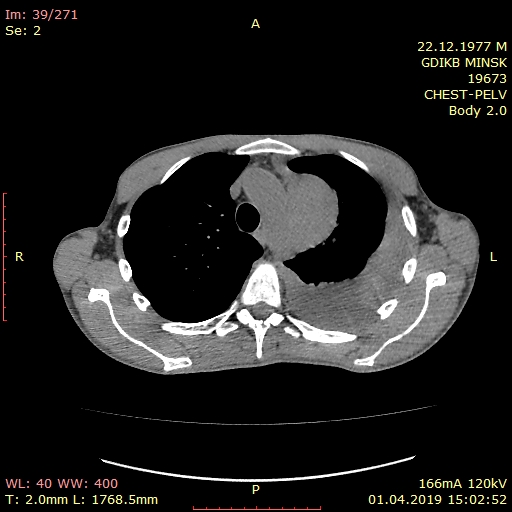 Im: 39/271
Se: 2
A
22.12.1977 M
GDIKB MINSK
19673
CHEST-PELV
Body 2.0
R
L
WL: 40 WW: 400
T: 2.0mm L: 1768.5mm
P
166mA 120kV
01.04.2019 15:02:52